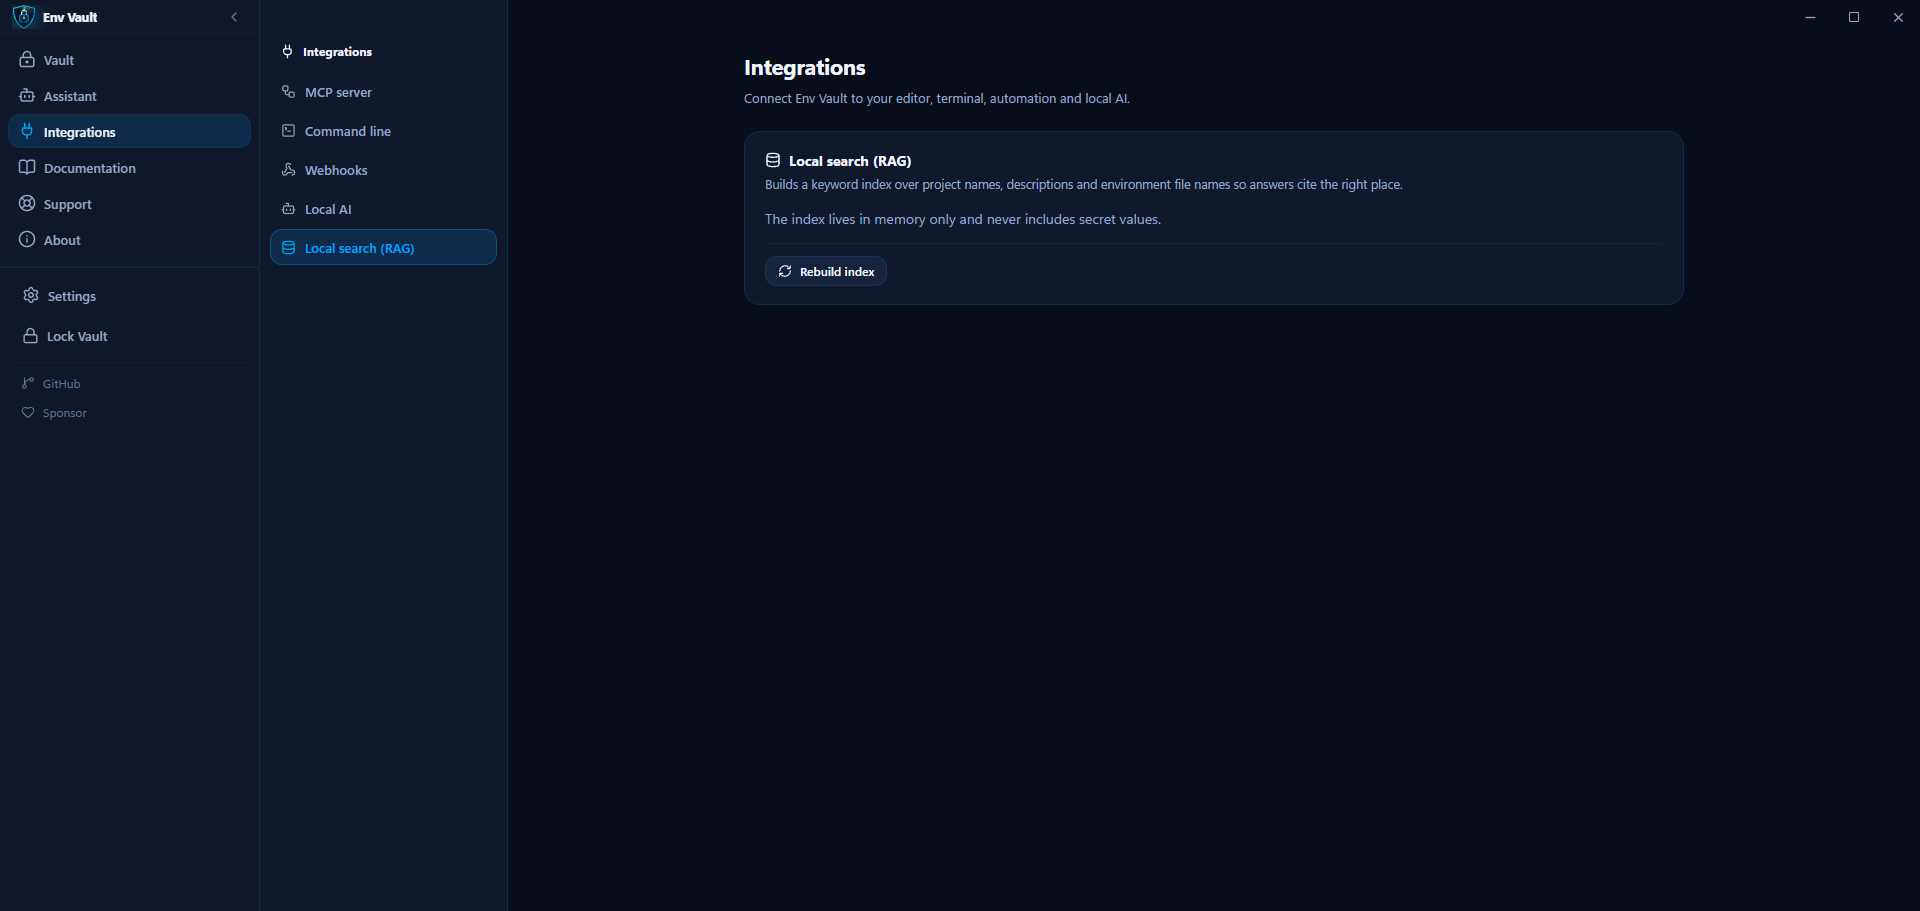 Env Vault
Vault
Assistant
Integrations
Documentation
Support
About
Settings
Lock Vault
GitHub
Sponsor
Integrations
MCP server
Command line
Webhooks
Local AI
Local search (RAG)
Integrations
Connect Env Vault to your editor, terminal, automation and local AI.
Local search (RAG)
Builds a keyword index over project names, descriptions and environment file names so answers cite the right place.
The index lives in memory only and never includes secret values.
Rebuild index